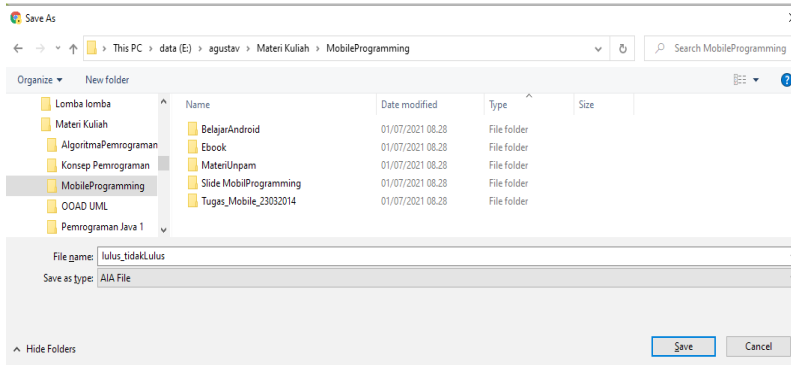 Save As
This PC › data (E:) › agustav › Materi Kuliah › MobileProgramming
Search MobileProgramming
Organize New folder
Name Date modified Type Size
Lomba lomba
Materi Kuliah
AlgoritmaPemrograman
Konsep Pemrograman
MobileProgramming
OOAD UML
Pemrograman Java 1
BelajarAndroid 01/07/2021 08.28 File folder
Ebook 01/07/2021 08.28 File folder
MateriUnpam 01/07/2021 08.28 File folder
Slide MobilProgramming 01/07/2021 08.28 File folder
Tugas_Mobile_23032014 01/07/2021 08.28 File folder
File name: lulus_tidakLulus
Save as type: AIA File
Hide Folders Save Cancel